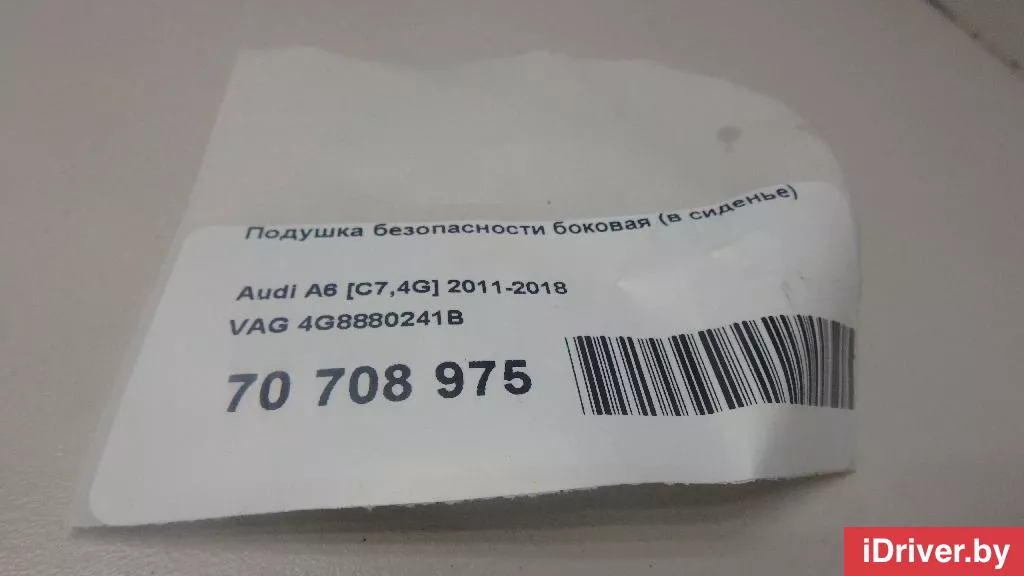 Подушка безопасности боковая (в сиденье)
Audi A6 [C7,4G] 2011-2018
VAG 4G8880241B
70 708 975
iDriver.by